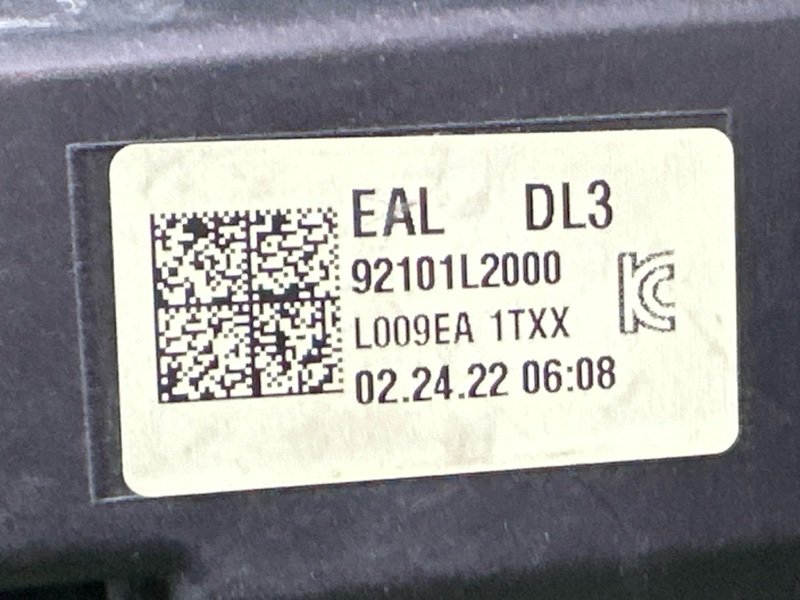 EAL DL3
92101L2000
L009EA 1TXX
02.24.22 06:08